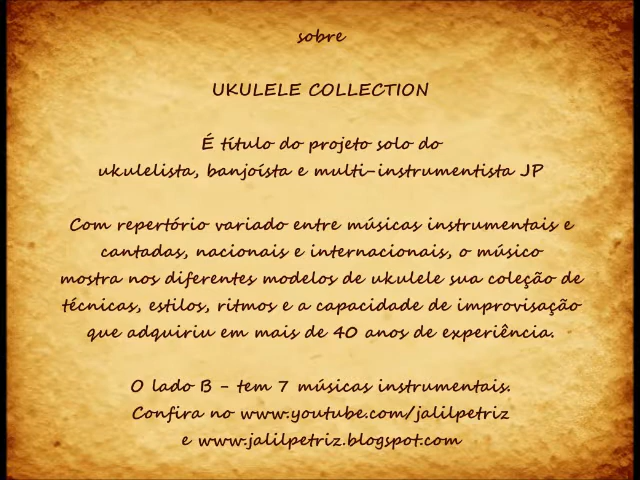 sobre
UKULELE COLLECTION
É título do projeto solo do
ukulelista, banjoísta e multi-instrumentista JP
Com repertório variado entre músicas instrumentais e
cantadas, nacionais e internacionais, o músico
mostra nos diferentes modelos de ukulele sua coleção de
técnicas, estilos, ritmos e a capacidade de improvisação
que adquiriu em mais de 40 anos de experiência.
O lado B - tem 7 músicas instrumentais.
Confira no www.youtube.com/jalilpetriz
e www.jalilpetriz.blogspot.com